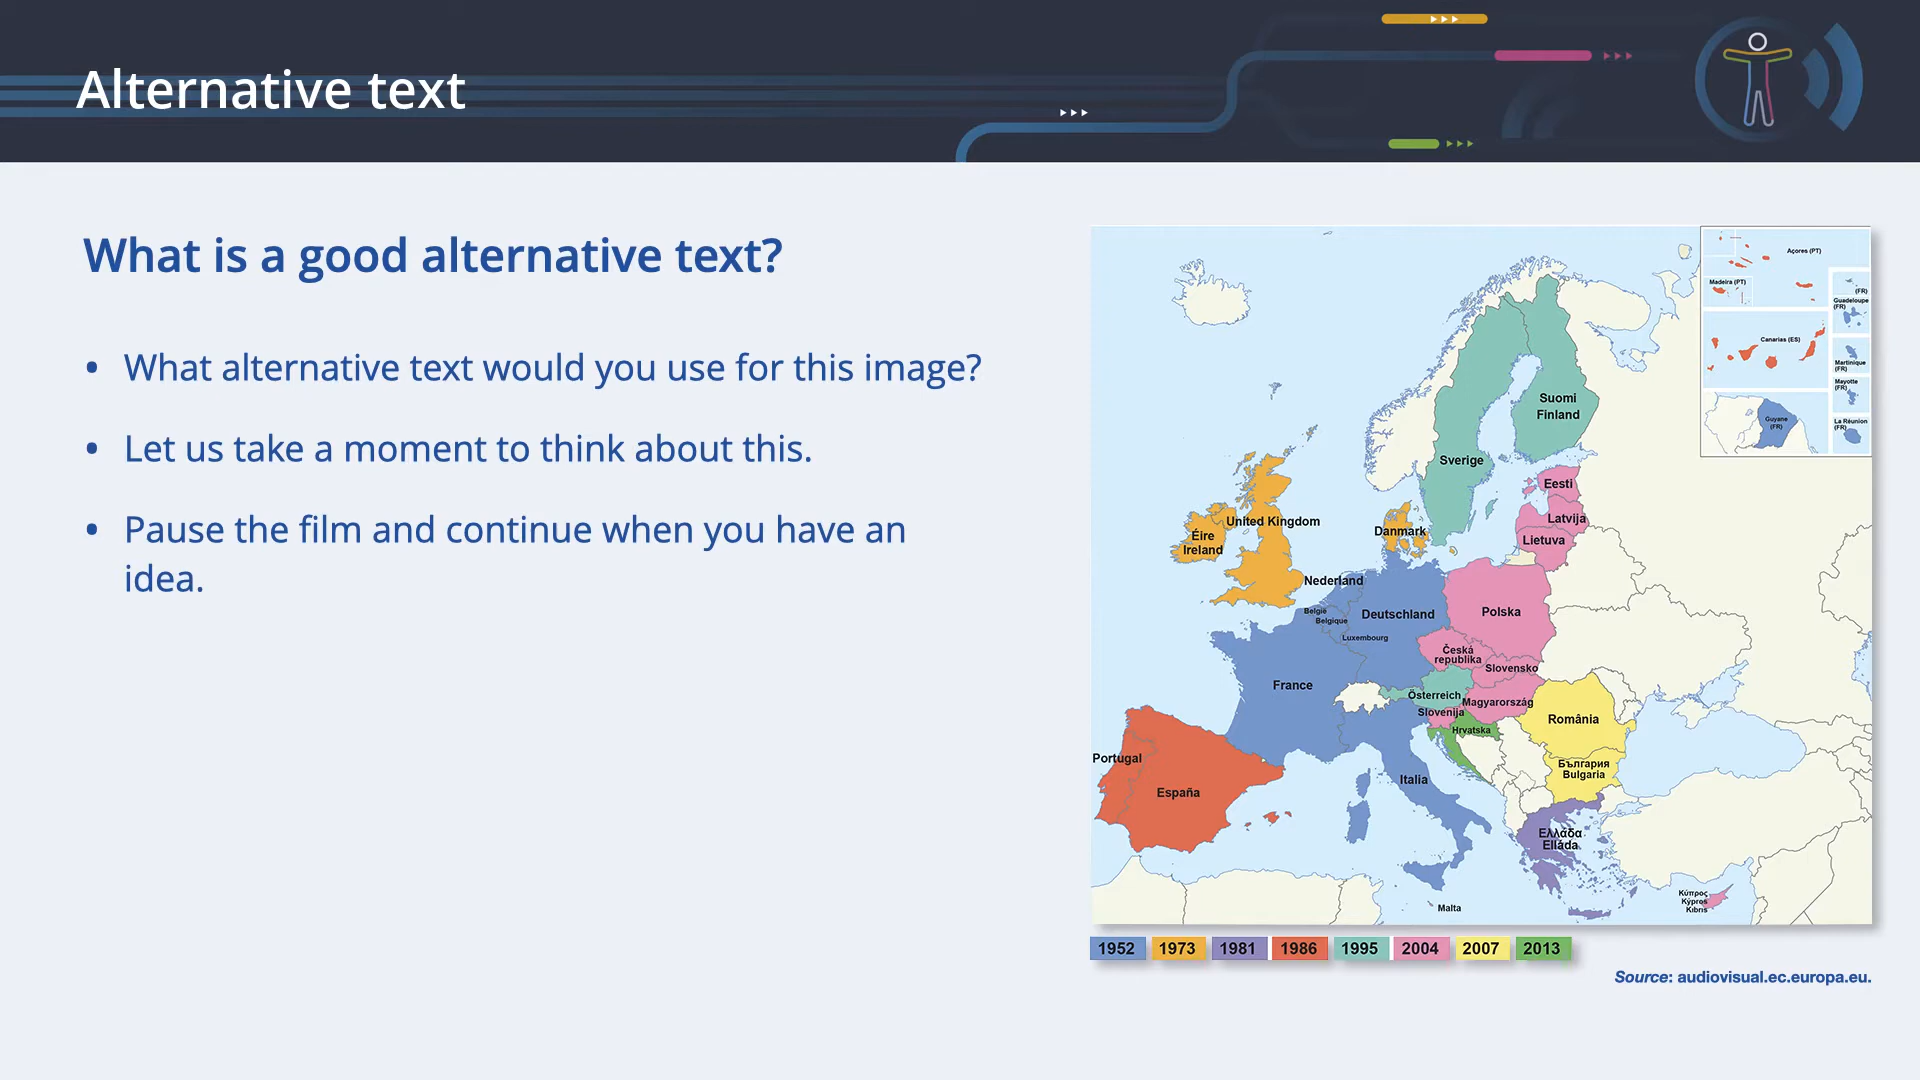 Alternative text
What is a good alternative text?
• What alternative text would you use for this image?
• Let us take a moment to think about this.
• Pause the film and continue when you have an
idea.
Açores (PT)
Madeira (PT)
(FR)
Guadeloupe
(FR)
Canarias (ES)
Martinique
(FR)
Mayotte
(FR)
Guyane
(FR)
La Réunion
(FR)
Suomi
Finland
Sverige
Eesti
Latvija
Lietuva
United Kingdom
Éire
Ireland
Danmark
Nederland
België
Belgique
Deutschland
Luxembourg
Polska
Česká
republika
Slovensko
France
Österreich
Magyarország
Slovenija
Hrvatska
România
България
Bulgaria
Portugal
España
Italia
Ελλάδα
Elláda
Κύπρος
Kýpros
Kıbrıs
Malta
1952 1973 1981 1986 1995 2004 2007 2013
Source: audiovisual.ec.europa.eu.